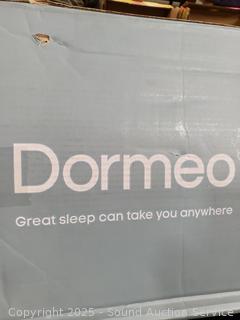 Dormeo
Great sleep can take you anywhere
Copyright 2025 - Sound Auction Service